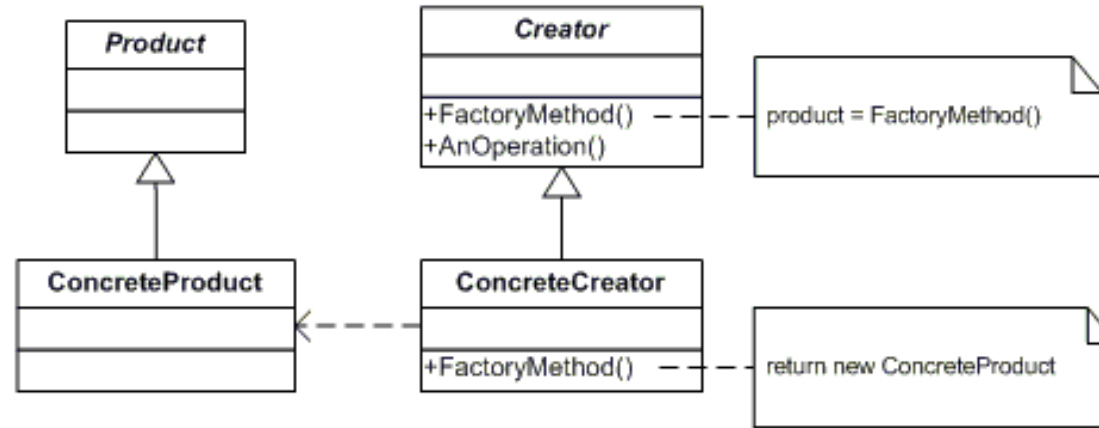 Product
Creator
+FactoryMethod()
+AnOperation()
product = FactoryMethod()
ConcreteProduct
ConcreteCreator
+FactoryMethod()
return new ConcreteProduct